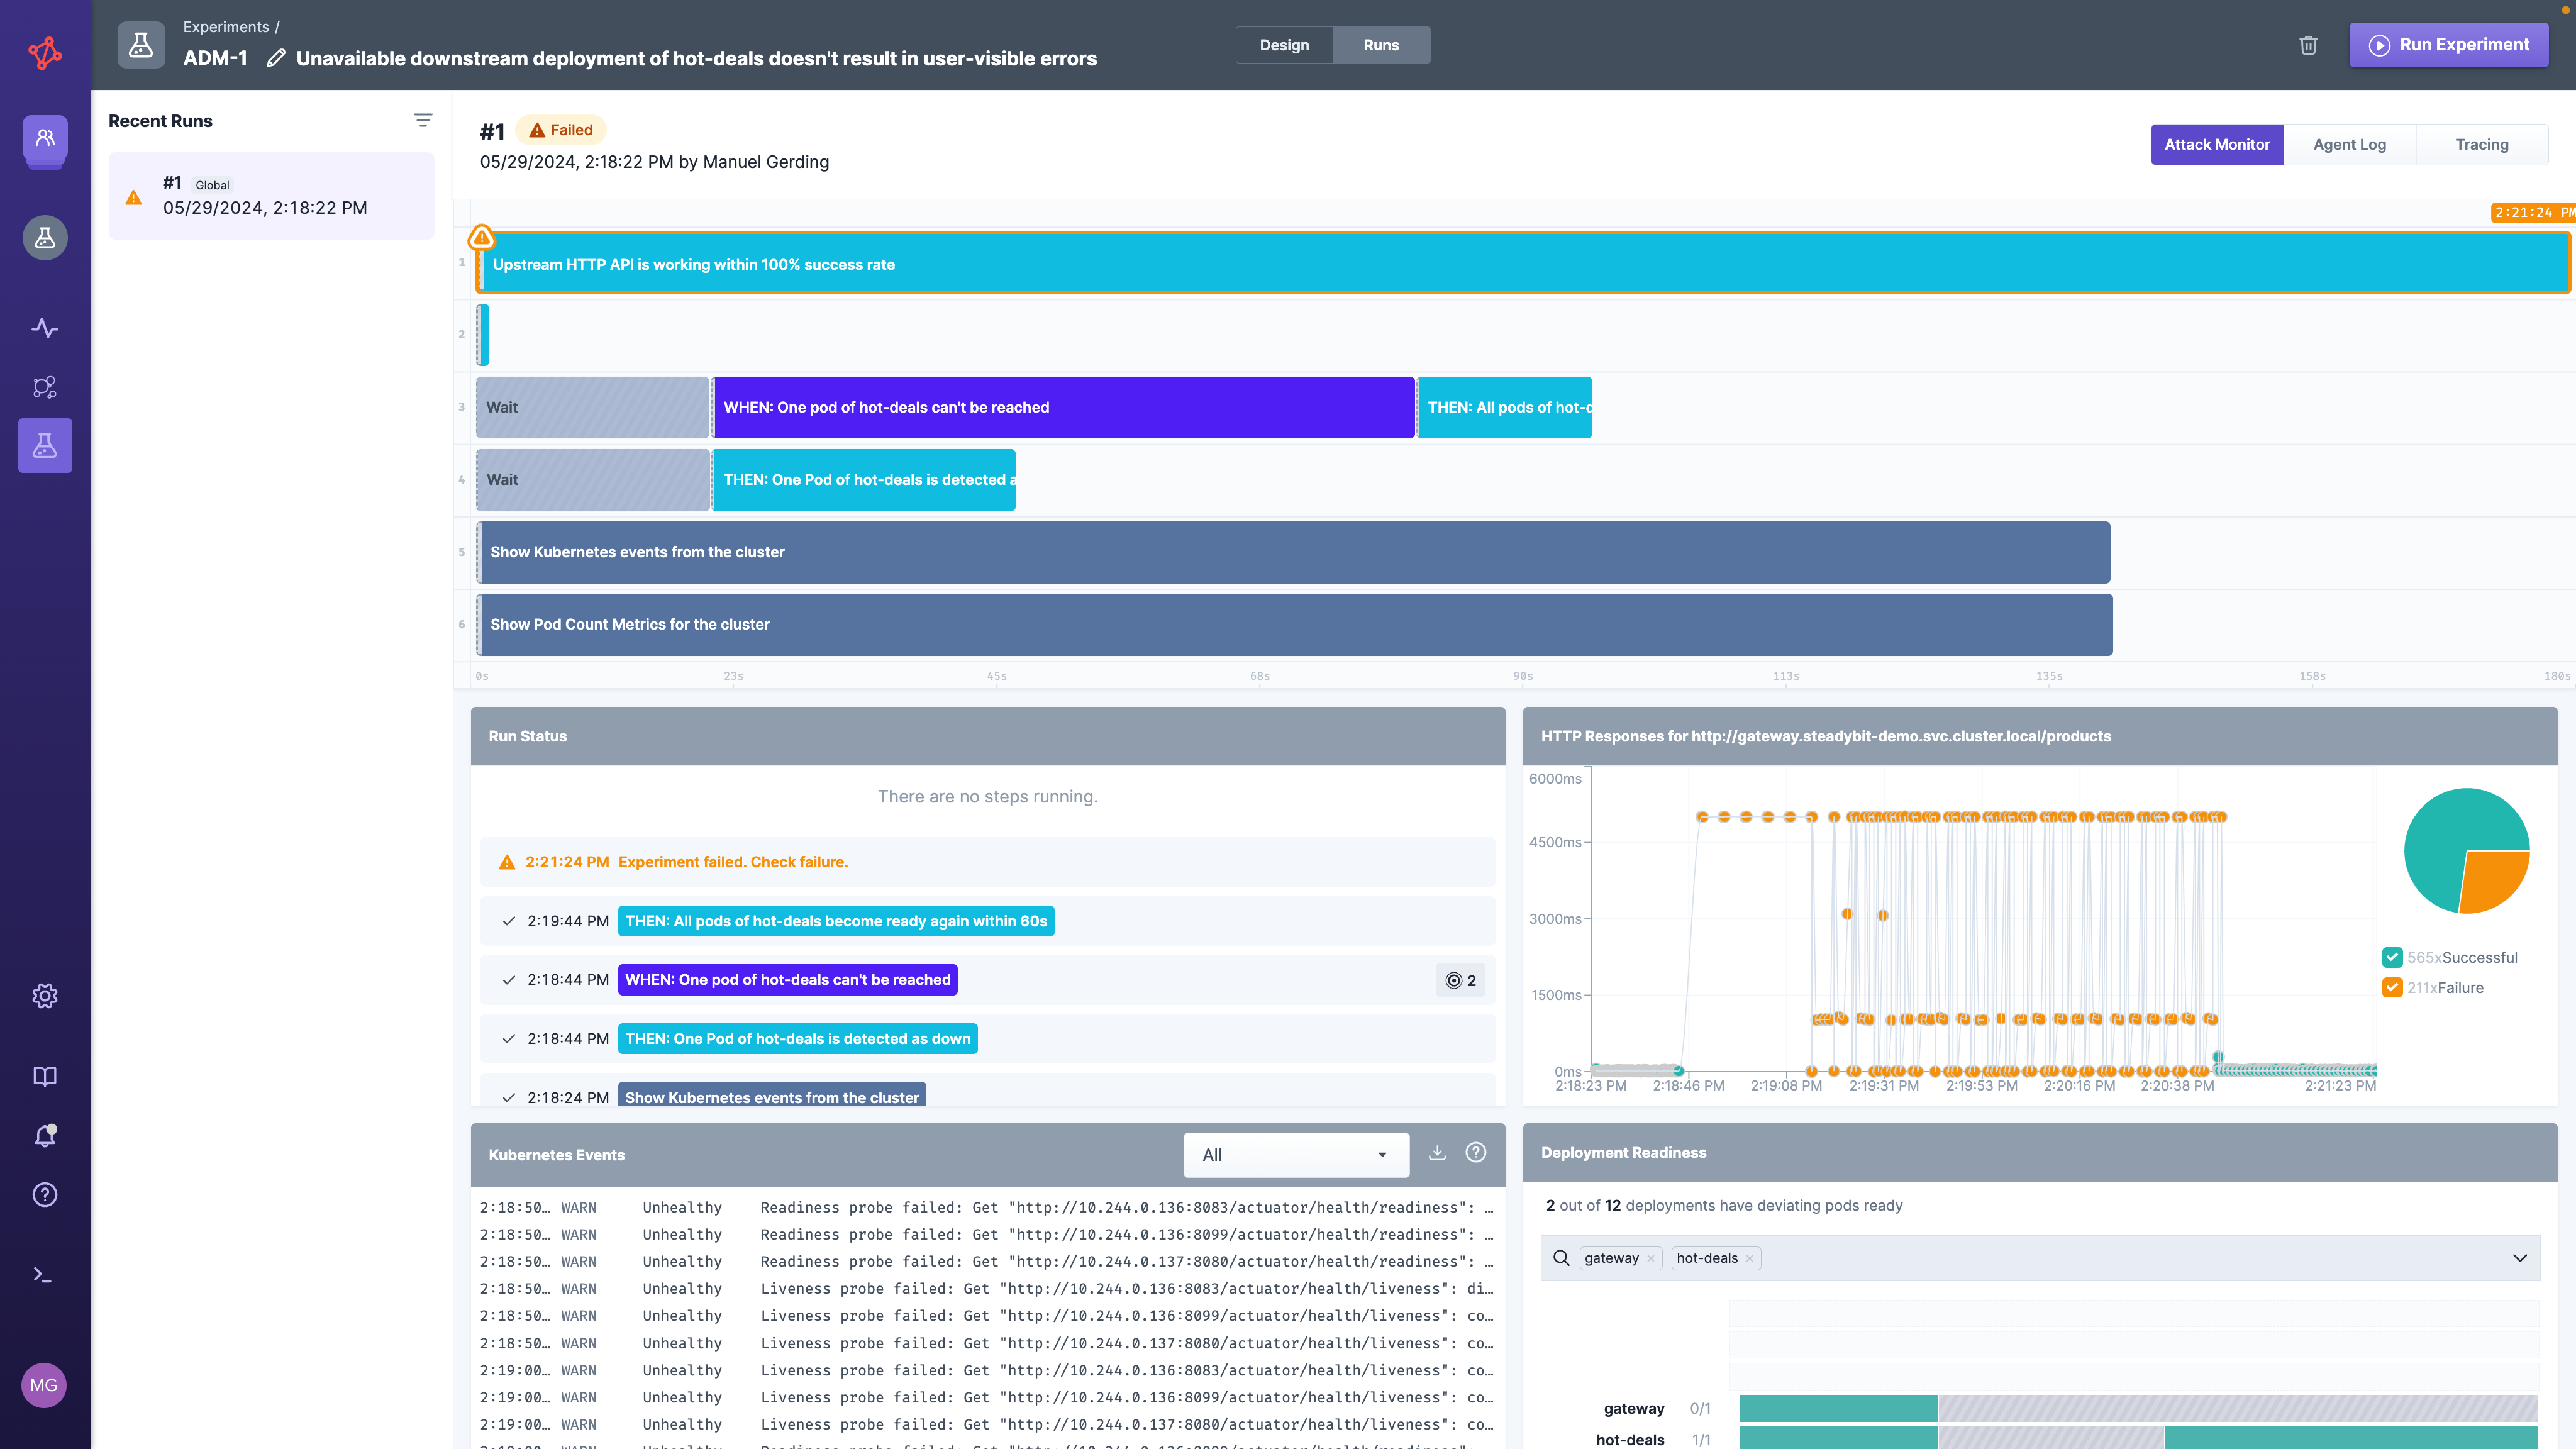 Experiments /
ADM-1 Unavailable downstream deployment of hot-deals doesn't result in user-visible errors
Design Runs
Run Experiment
Recent Runs
#1 Global
05/29/2024, 2:18:22 PM
#1 Failed
05/29/2024, 2:18:22 PM by Manuel Gerding
Attack Monitor Agent Log Tracing
2:21:24 PM
1 Upstream HTTP API is working within 100% success rate
2
3 Wait WHEN: One pod of hot-deals can't be reached THEN: All pods of hot-d
4 Wait THEN: One Pod of hot-deals is detected a
5 Show Kubernetes events from the cluster
6 Show Pod Count Metrics for the cluster
0s 23s 45s 68s 90s 113s 135s 158s 180s
Run Status
There are no steps running.
2:21:24 PM Experiment failed. Check failure.
2:19:44 PM THEN: All pods of hot-deals become ready again within 60s
2:18:44 PM WHEN: One pod of hot-deals can't be reached 2
2:18:44 PM THEN: One Pod of hot-deals is detected as down
2:18:24 PM Show Kubernetes events from the cluster
HTTP Responses for http://gateway.steadybit-demo.svc.cluster.local/products
6000ms
4500ms
3000ms
1500ms
0ms
2:18:23 PM 2:18:46 PM 2:19:08 PM 2:19:31 PM 2:19:53 PM 2:20:16 PM 2:20:38 PM 2:21:23 PM
565xSuccessful
211xFailure
Kubernetes Events
All
2:18:50… WARN Unhealthy Readiness probe failed: Get "http://10.244.0.136:8083/actuator/health/readiness": …
2:18:50… WARN Unhealthy Readiness probe failed: Get "http://10.244.0.136:8099/actuator/health/readiness": …
2:18:50… WARN Unhealthy Readiness probe failed: Get "http://10.244.0.137:8080/actuator/health/readiness": …
2:18:50… WARN Unhealthy Liveness probe failed: Get "http://10.244.0.136:8083/actuator/health/liveness": di…
2:18:50… WARN Unhealthy Liveness probe failed: Get "http://10.244.0.136:8099/actuator/health/liveness": co…
2:18:50… WARN Unhealthy Liveness probe failed: Get "http://10.244.0.137:8080/actuator/health/liveness": co…
2:19:00… WARN Unhealthy Liveness probe failed: Get "http://10.244.0.136:8083/actuator/health/liveness": co…
2:19:00… WARN Unhealthy Liveness probe failed: Get "http://10.244.0.136:8099/actuator/health/liveness": co…
2:19:00… WARN Unhealthy Liveness probe failed: Get "http://10.244.0.137:8080/actuator/health/liveness": co…
Deployment Readiness
2 out of 12 deployments have deviating pods ready
gateway × hot-deals ×
gateway 0/1
hot-deals 1/1
MG